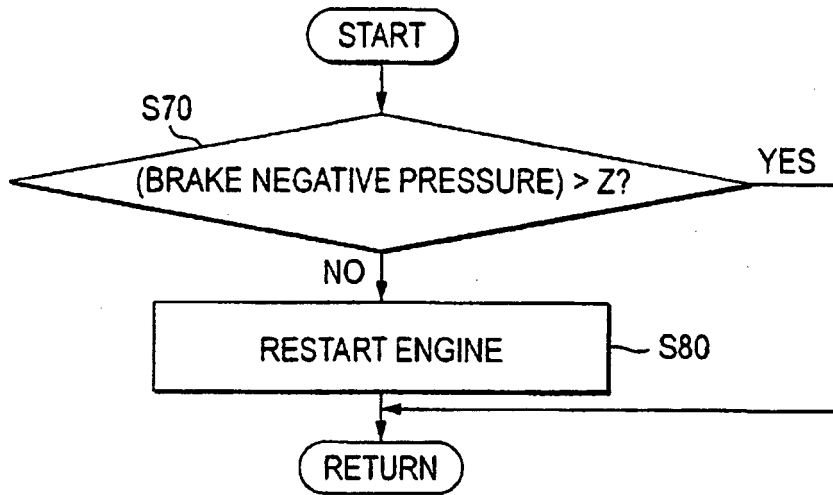 START
S70
(BRAKE NEGATIVE PRESSURE) > Z?
YES
NO
RESTART ENGINE
S80
RETURN